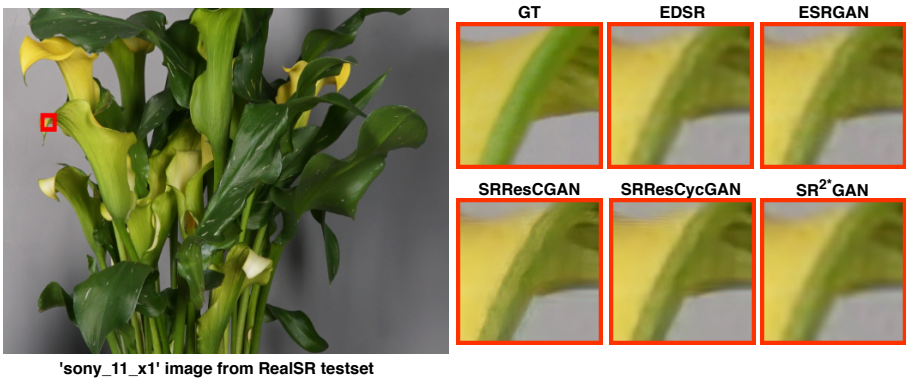 GT EDSR ESRGAN
SRResCGAN SRResCycGAN SR²*GAN
'sony_11_x1' image from RealSR testset